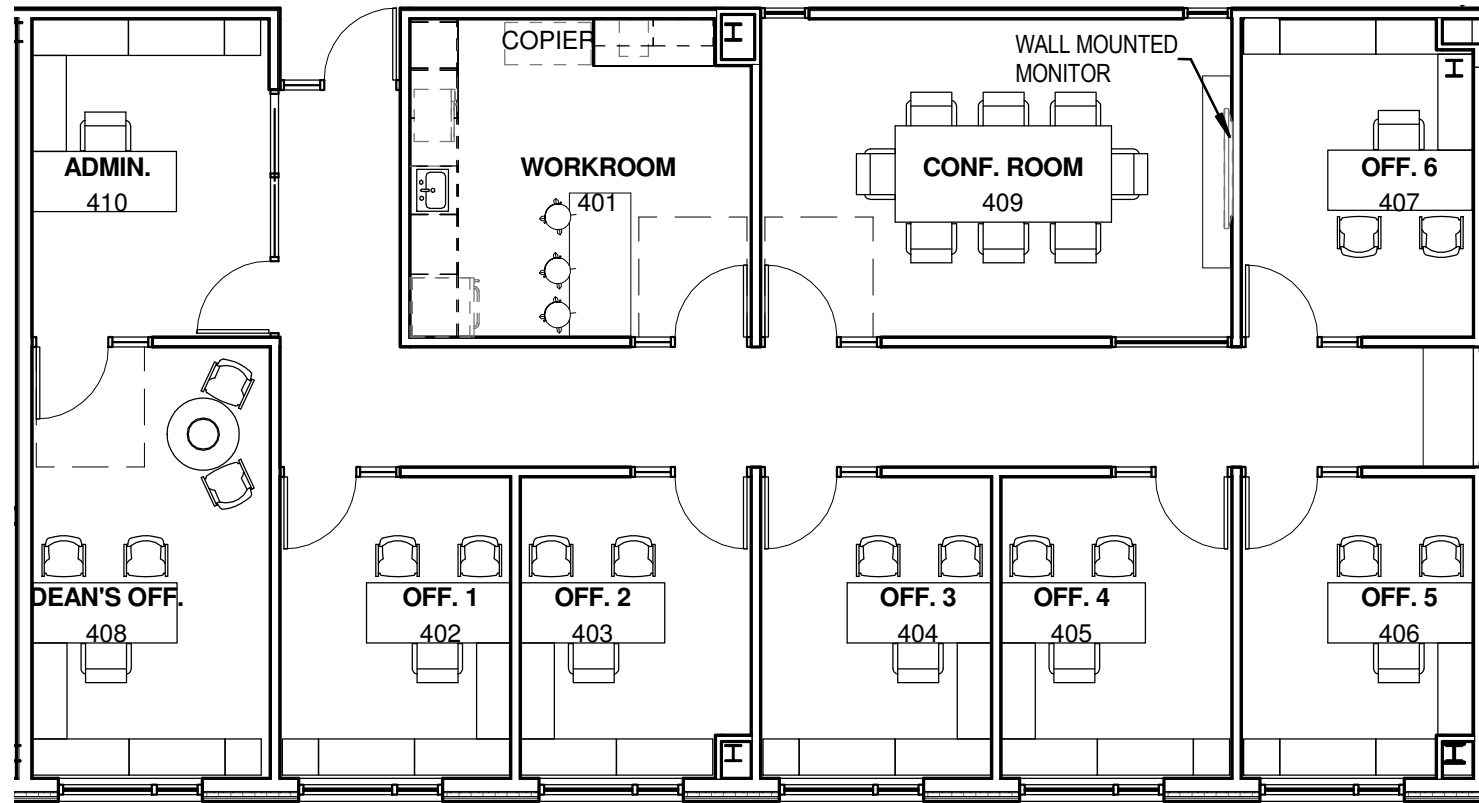 COPIER
WALL MOUNTED
MONITOR
ADMIN.
410
WORKROOM
401
CONF. ROOM
409
OFF. 6
407
DEAN'S OFF.
408
OFF. 1
402
OFF. 2
403
OFF. 3
404
OFF. 4
405
OFF. 5
406